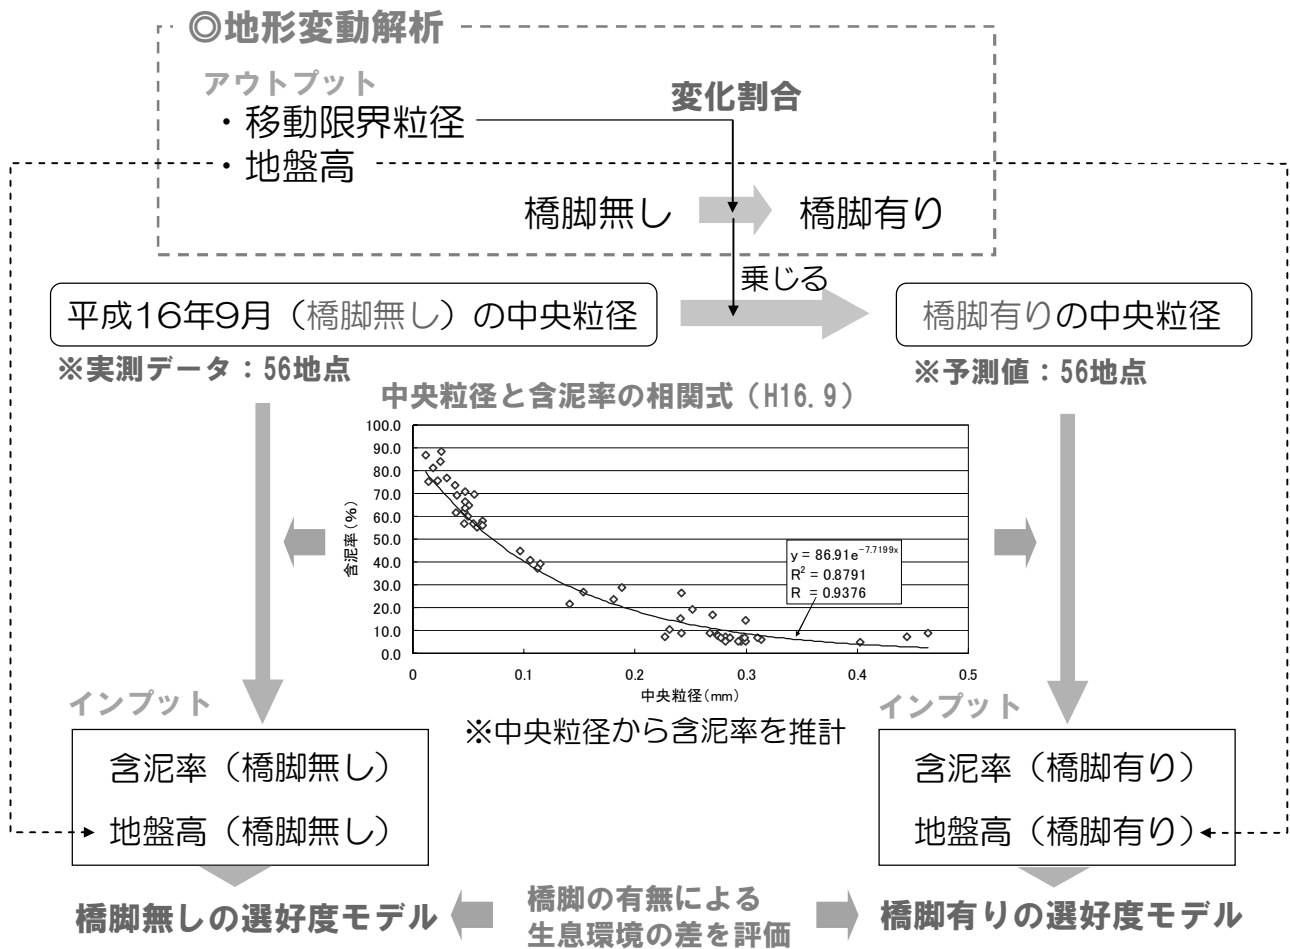 ◎地形変動解析
アウトプット
・移動限界粒径
変化割合
・地盤高
橋脚無し
橋脚有り
乗じる
平成16年9月（橋脚無し）の中央粒径
橋脚有りの中央粒径
※実測データ：56地点
※予測値：56地点
中央粒径と含泥率の相関式（H16.9）
100.0
90.0
80.0
70.0
60.0
50.0
40.0
30.0
20.0
10.0
0.0
含泥率（％）
y = 86.91e^-7.7199x
R² = 0.8791
R = 0.9376
0 0.1 0.2 0.3 0.4 0.5
中央粒径（mm）
※中央粒径から含泥率を推計
インプット
インプット
含泥率（橋脚無し）
地盤高（橋脚無し）
含泥率（橋脚有り）
地盤高（橋脚有り）
橋脚無しの選好度モデル
橋脚の有無による
生息環境の差を評価
橋脚有りの選好度モデル